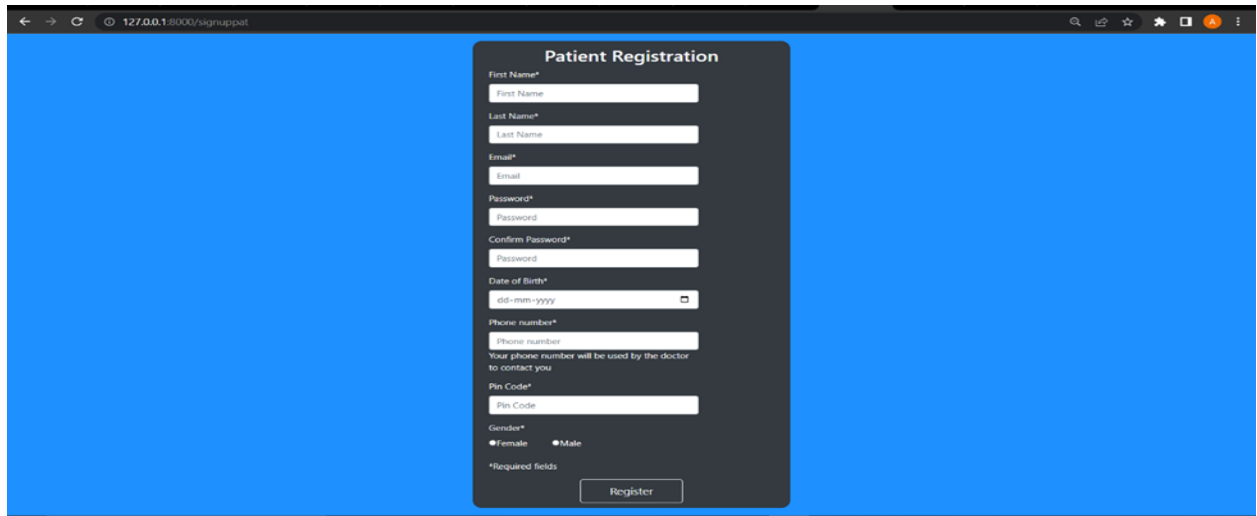 127.0.0.1:8000/signuppat
A
Patient Registration
First Name*
First Name
Last Name*
Last Name
Email*
Email
Password*
Password
Confirm Password*
Password
Date of Birth*
dd-mm-yyyy
Phone number*
Phone number
Your phone number will be used by the doctor
to contact you
Pin Code*
Pin Code
Gender*
Female Male
*Required fields
Register